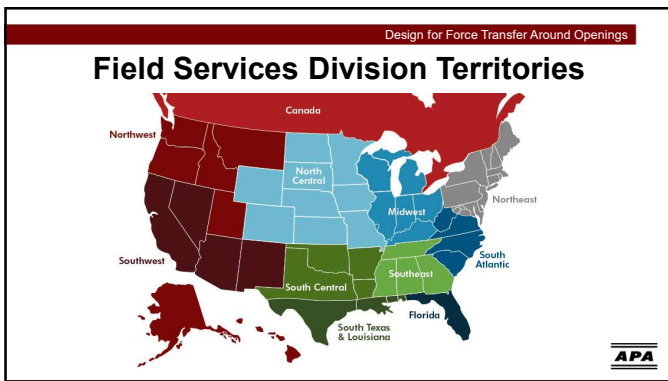 Design for Force Transfer Around Openings
Field Services Division Territories
Canada
Northwest
North
Central
Midwest
Northeast
Southwest
South
Atlantic
Southeast
South Central
South Texas
& Louisiana
Florida
APA